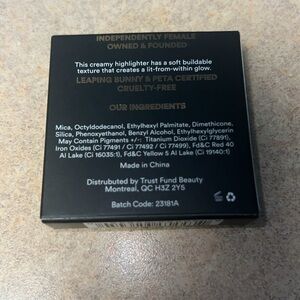 INDEPENDENTLY FEMALE
OWNED & FOUNDED
This creamy highlighter has a soft buildable
texture that creates a lit-from-within glow.
LEAPING BUNNY & PETA CERTIFIED
CRUELTY-FREE
OUR INGREDIENTS
Mica, Octyldodecanol, Ethylhexyl Palmitate, Dimethicone,
Silica, Phenoxyethanol, Benzyl Alcohol, Ethylhexylglycerin
May Contain Pigments +/-: Titanium Dioxide (Ci 77891),
Iron Oxides (Ci 77491 / Ci 77492 / Ci 77499), Fd&C Red 40
Al Lake (Ci 16035:1), Fd&C Yellow 5 Al Lake (Ci 19140:1)
Made in China
Distrubuted by Trust Fund Beauty
Montreal, QC H3Z 2Y5
Batch Code: 23181A